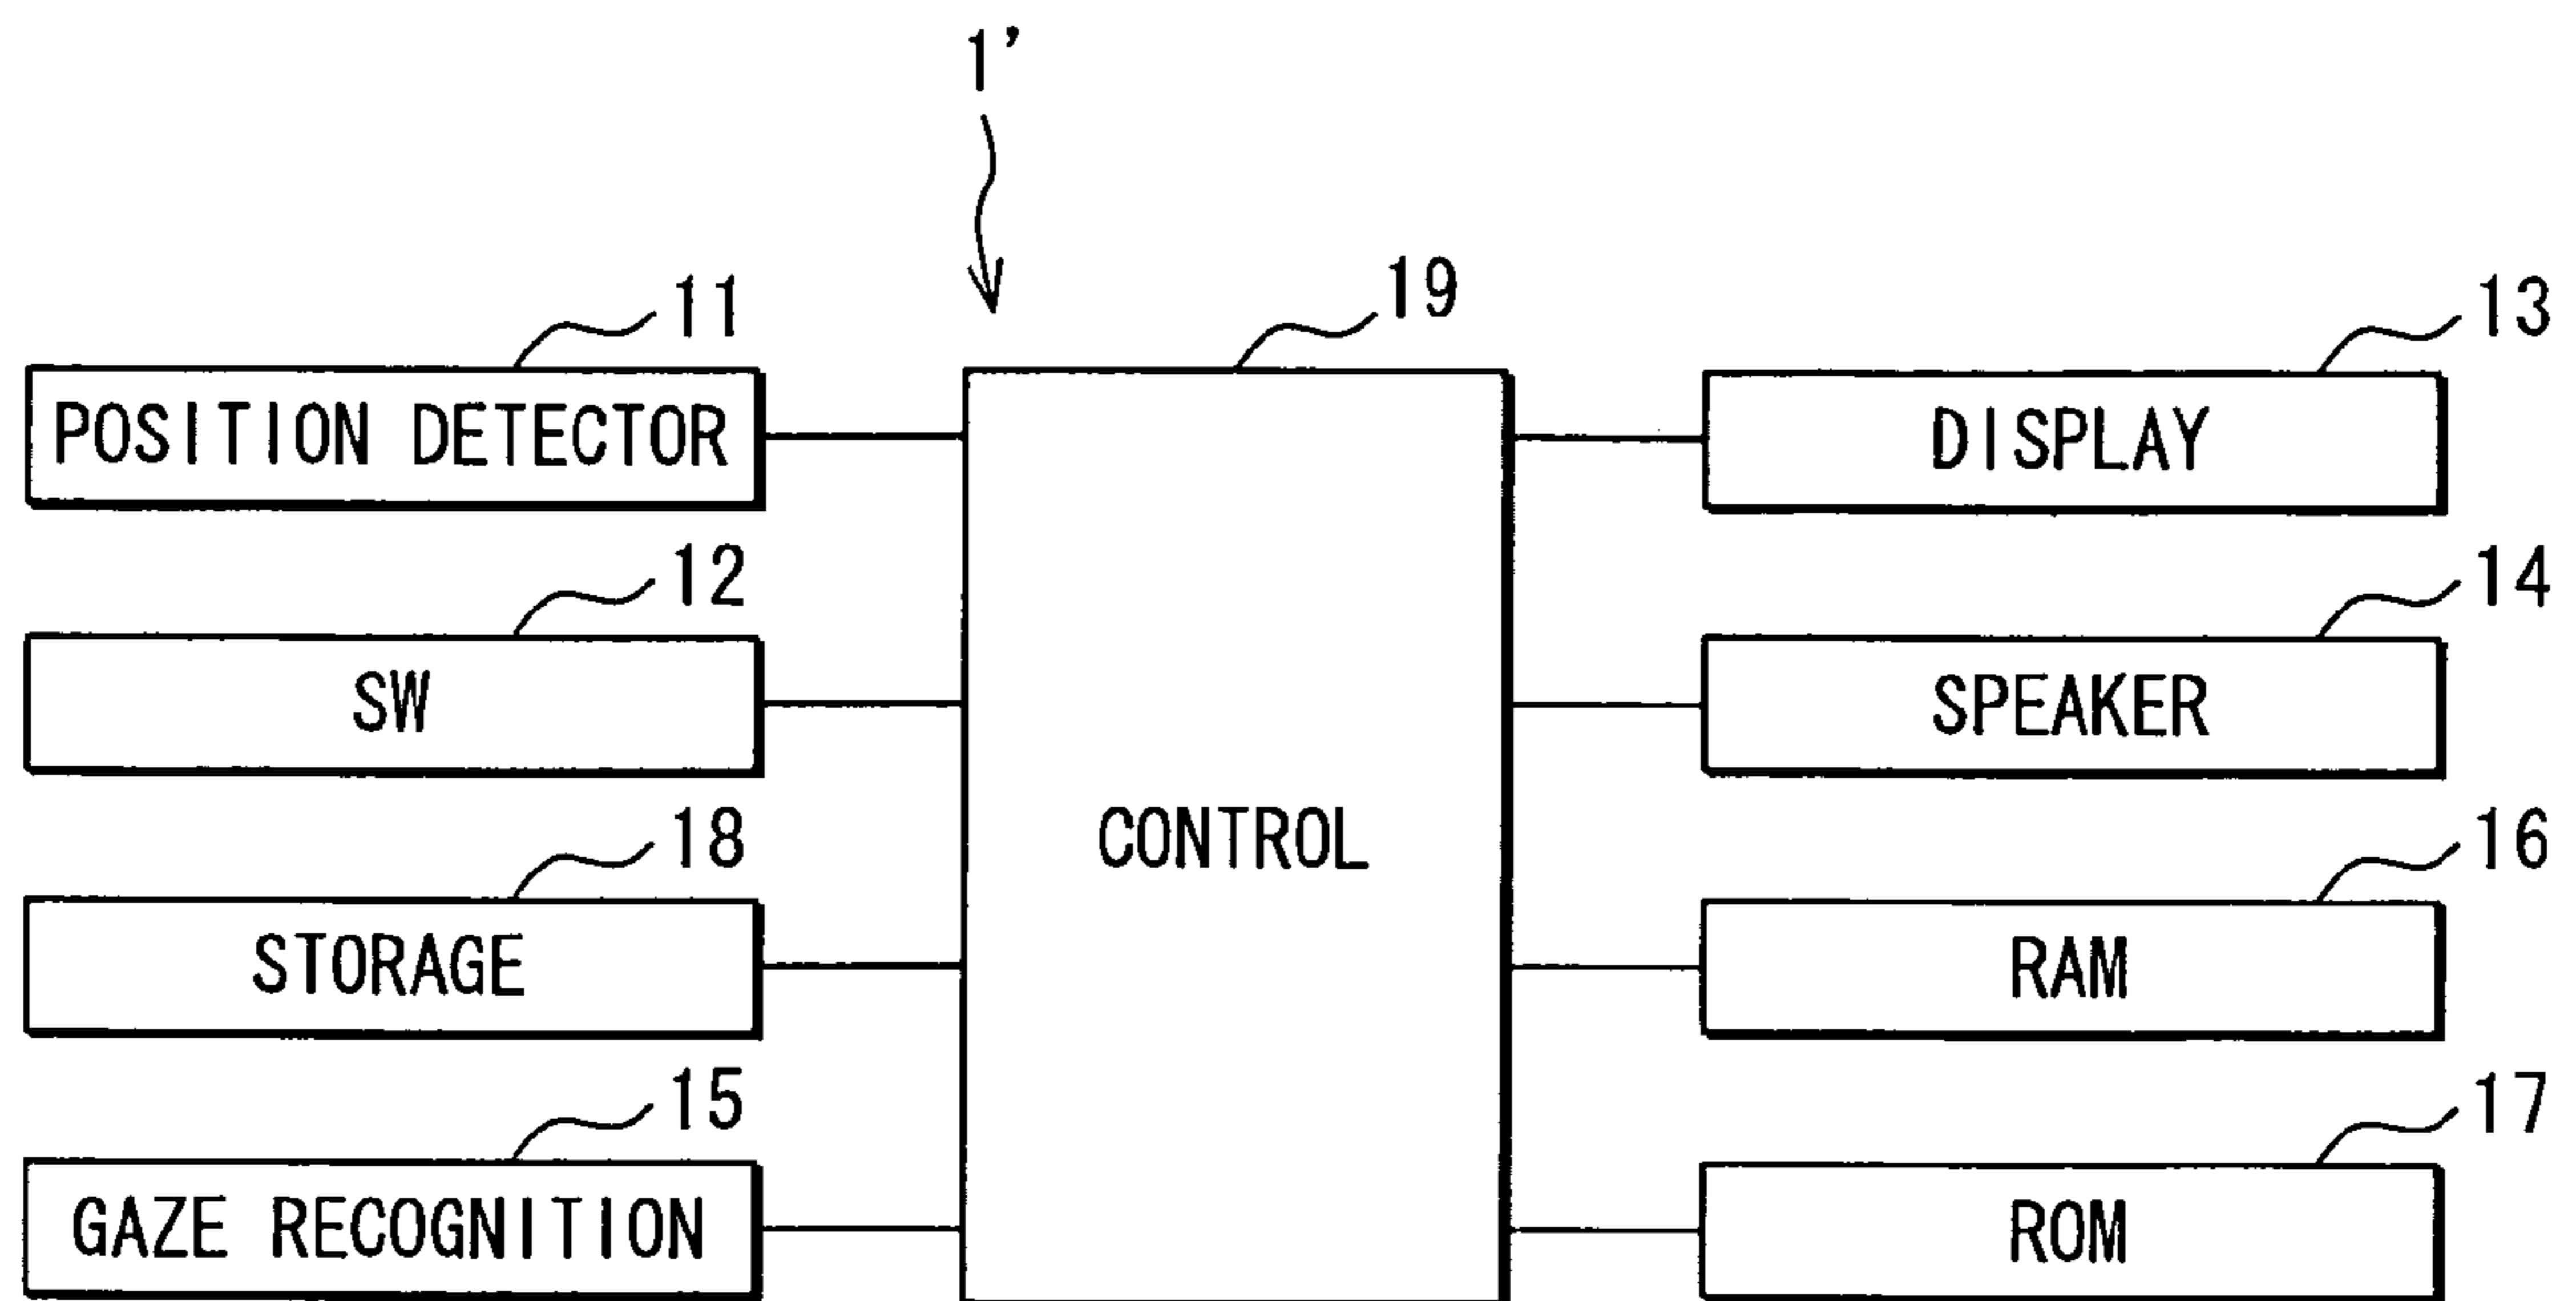 1'
11
19
13
POSITION DETECTOR
DISPLAY
12
14
SW
SPEAKER
18
16
CONTROL
STORAGE
RAM
15
17
GAZE RECOGNITION
ROM